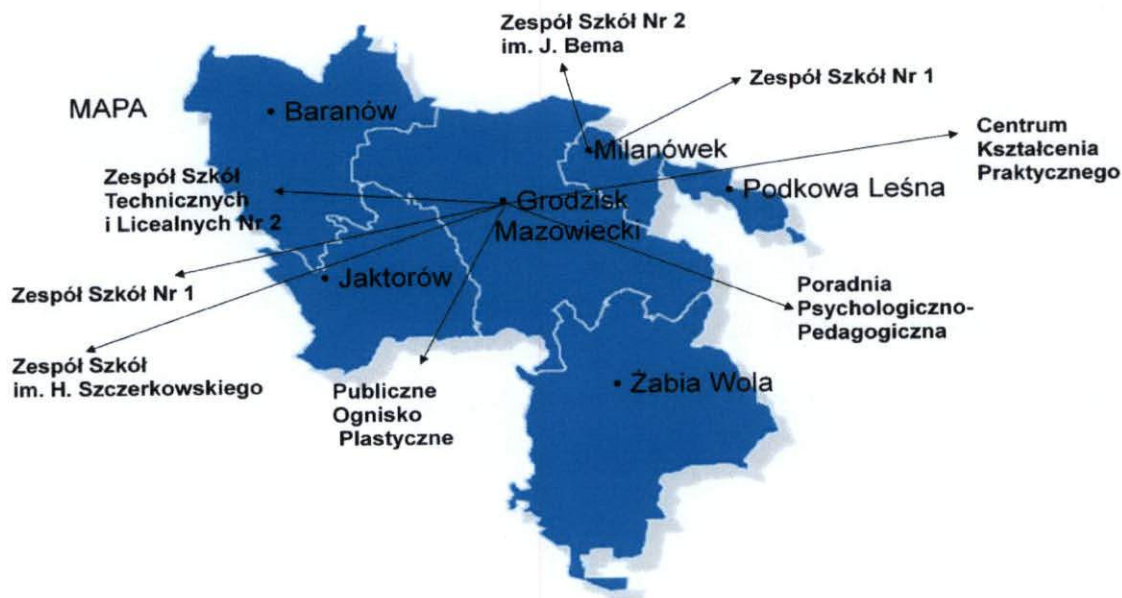 Zespół Szkół Nr 2
im. J. Bema
Zespół Szkół Nr 1
MAPA
Baranów
Centrum
Kształcenia
Praktycznego
Milanówek
Zespół Szkół
Technicznych
i Licealnych Nr 2
Podkowa Leśna
Grodzisk
Mazowiecki
Jaktorów
Zespół Szkół Nr 1
Poradnia
Psychologiczno-
Pedagogiczna
Zespół Szkół
im. H. Szczerkowskiego
Publiczne
Ognisko
Plastyczne
Żabia Wola